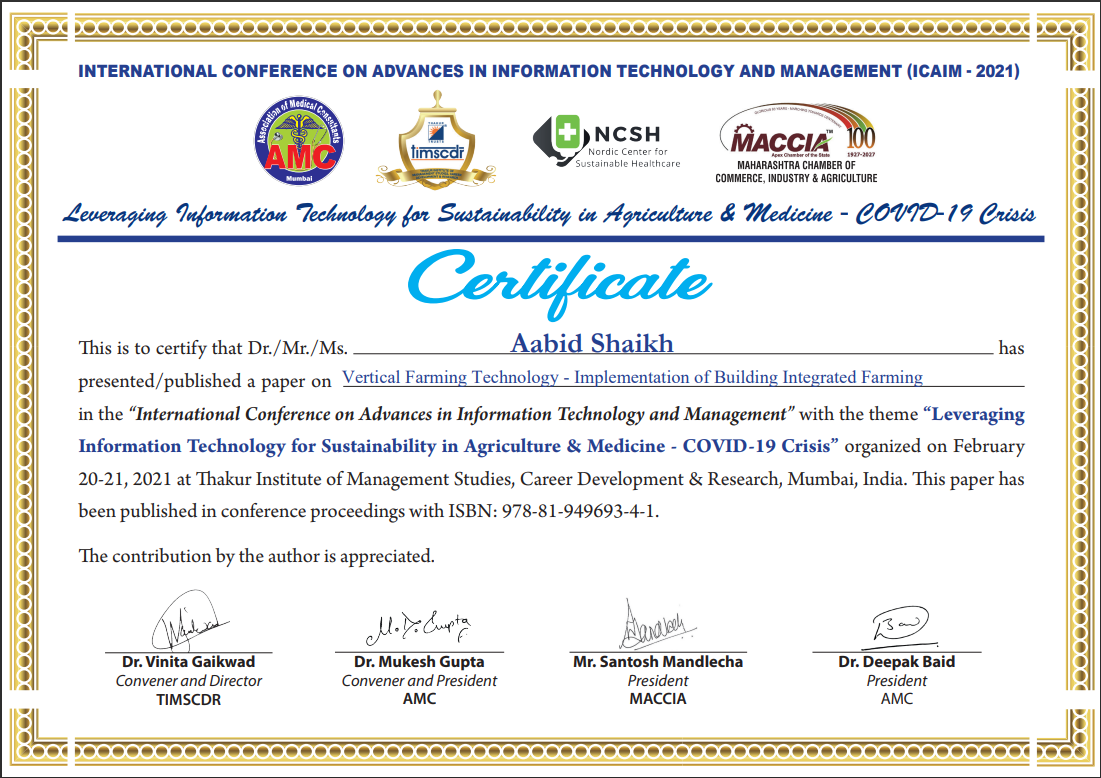 INTERNATIONAL CONFERENCE ON ADVANCES IN INFORMATION TECHNOLOGY AND MANAGEMENT (ICAIM - 2021)
Association of Medical Consultants
AMC
Mumbai
timscdr
NCSH
Nordic Center for
Sustainable Healthcare
MACCIA™
Apex Chamber of the State
100
1927-2027
MAHARASHTRA CHAMBER OF
COMMERCE, INDUSTRY & AGRICULTURE
Leveraging Information Technology for Sustainability in Agriculture & Medicine - COVID-19 Crisis
Certificate
This is to certify that Dr./Mr./Ms. Aabid Shaikh has
presented/published a paper on Vertical Farming Technology - Implementation of Building Integrated Farming
in the “International Conference on Advances in Information Technology and Management” with the theme “Leveraging
Information Technology for Sustainability in Agriculture & Medicine - COVID-19 Crisis” organized on February
20-21, 2021 at Thakur Institute of Management Studies, Career Development & Research, Mumbai, India. This paper has
been published in conference proceedings with ISBN: 978-81-949693-4-1.
The contribution by the author is appreciated.
M. D. Gupta
Dr. Vinita Gaikwad
Convener and Director
TIMSCDR
Dr. Mukesh Gupta
Convener and President
AMC
Mr. Santosh Mandlecha
President
MACCIA
Dr. Deepak Baid
President
AMC